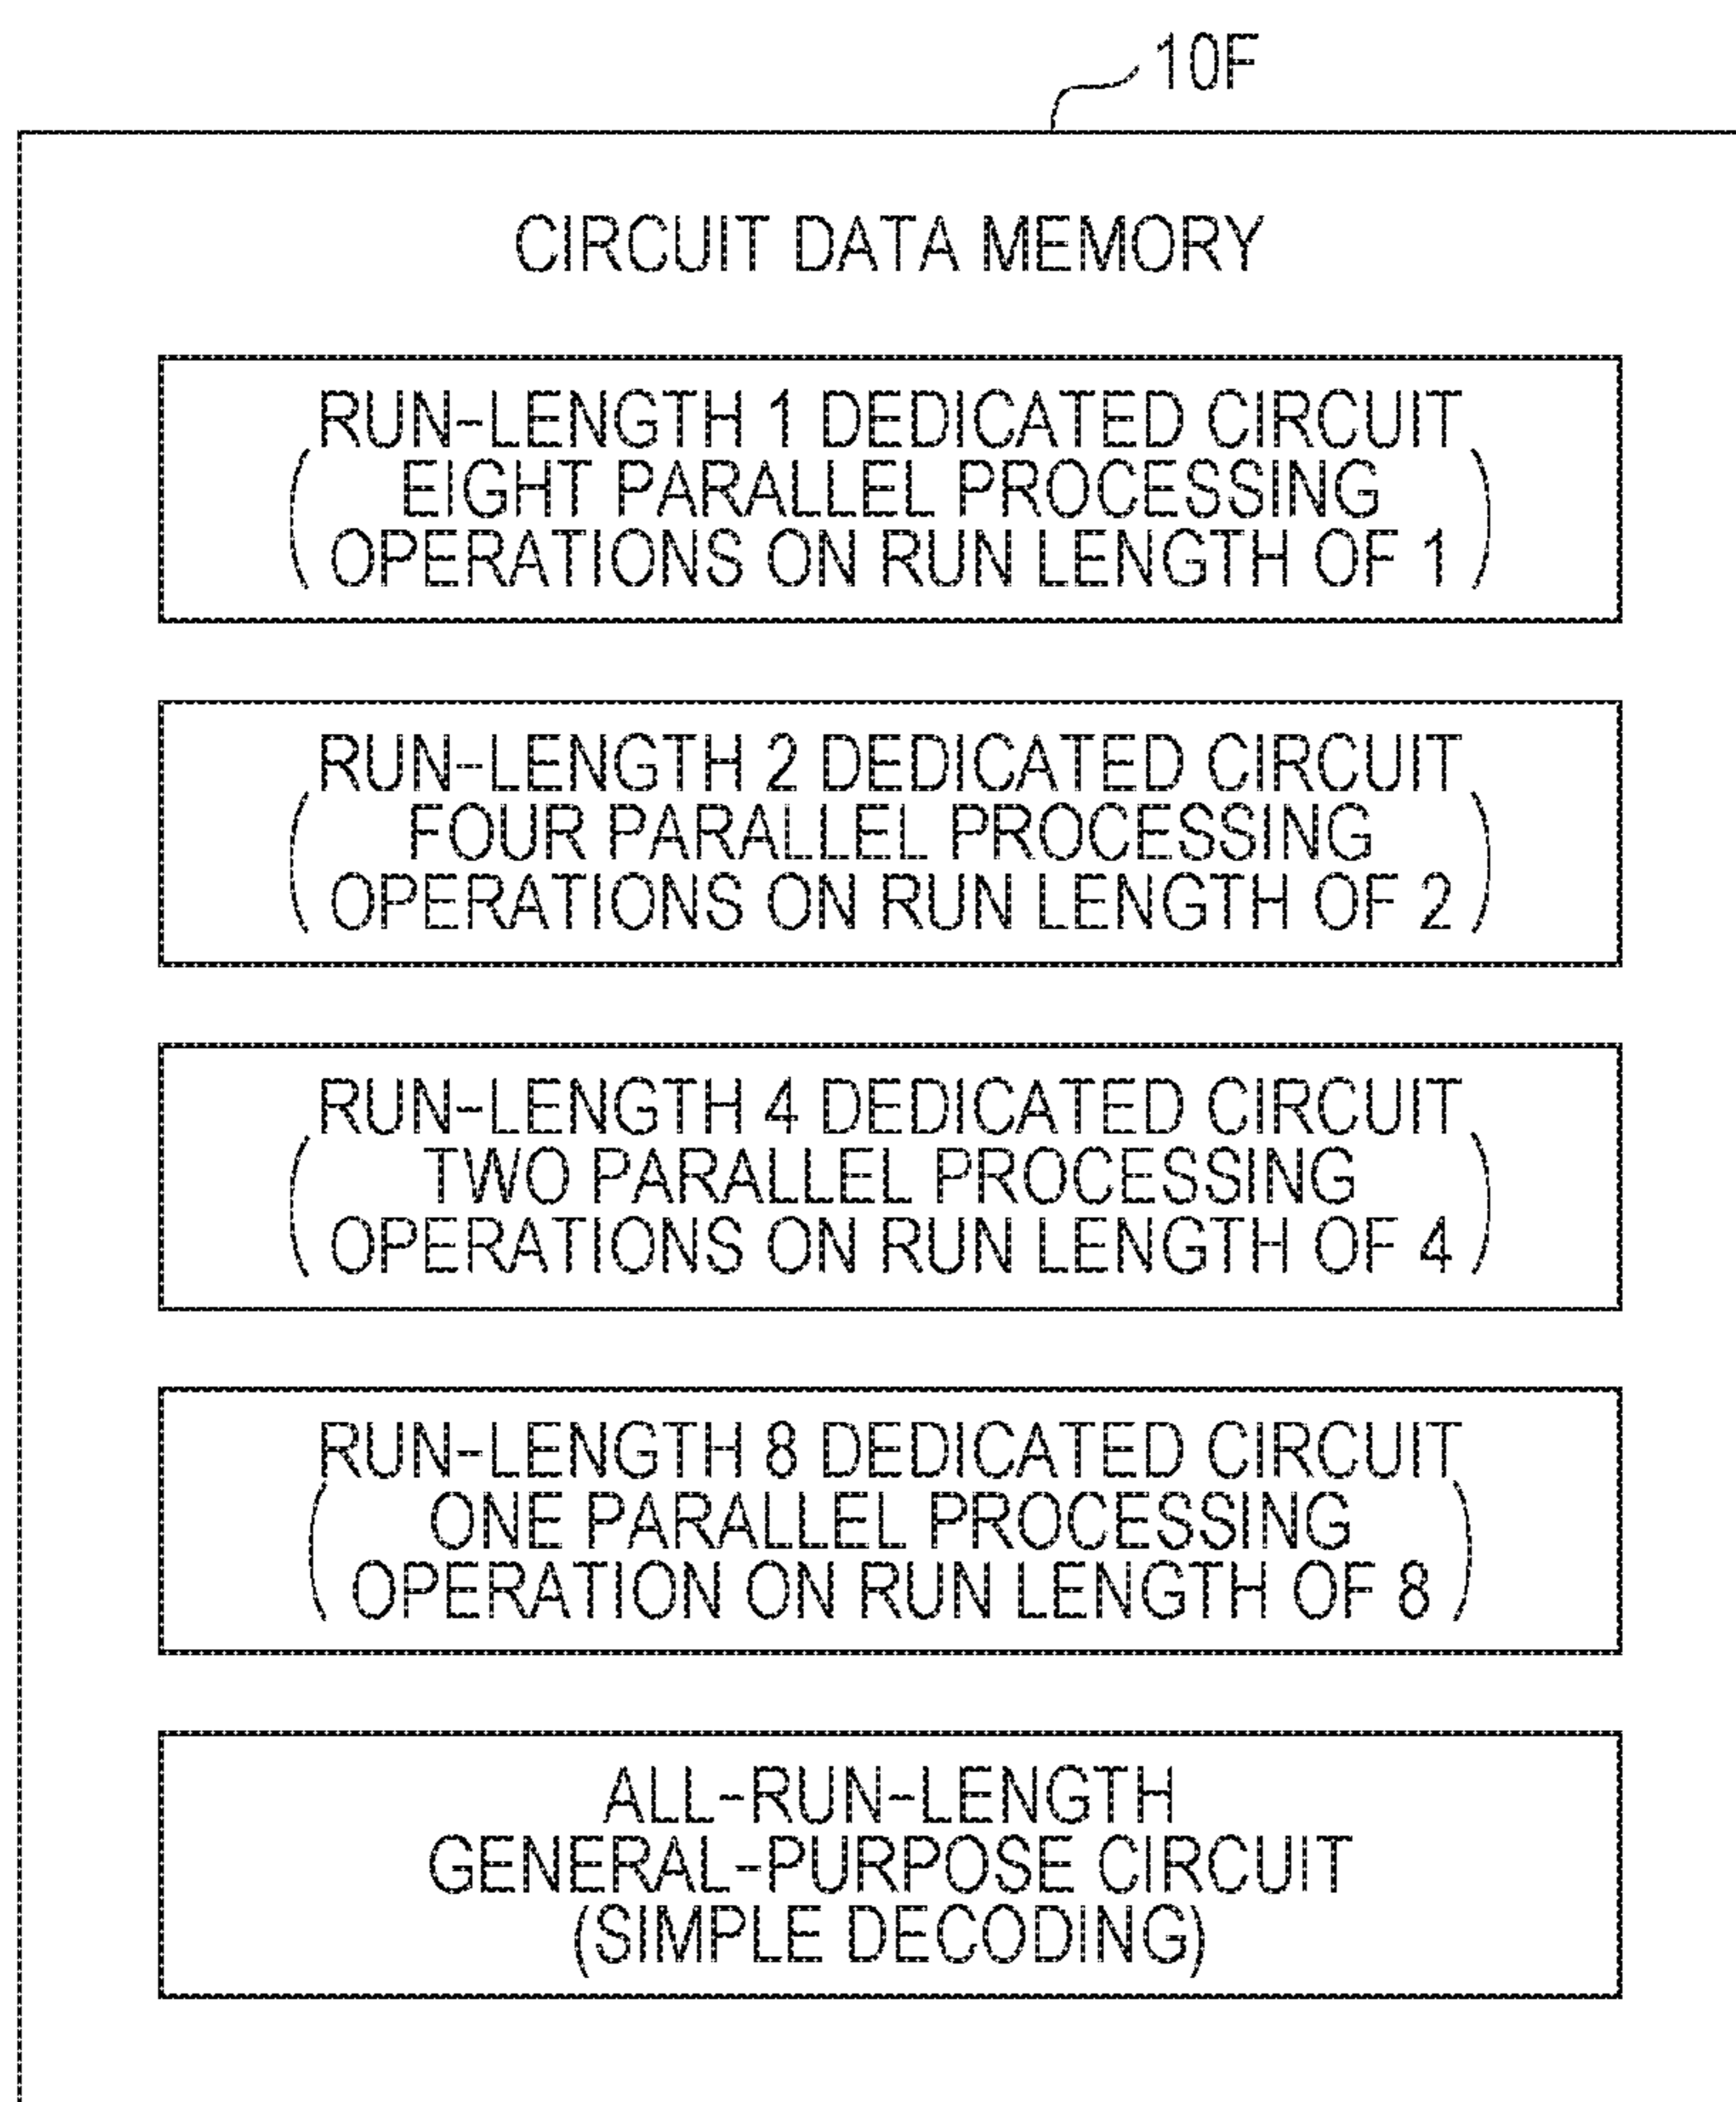 10F
CIRCUIT DATA MEMORY
RUN-LENGTH 1 DEDICATED CIRCUIT
(EIGHT PARALLEL PROCESSING
OPERATIONS ON RUN LENGTH OF 1)
RUN-LENGTH 2 DEDICATED CIRCUIT
(FOUR PARALLEL PROCESSING
OPERATIONS ON RUN LENGTH OF 2)
RUN-LENGTH 4 DEDICATED CIRCUIT
(TWO PARALLEL PROCESSING
OPERATIONS ON RUN LENGTH OF 4)
RUN-LENGTH 8 DEDICATED CIRCUIT
(ONE PARALLEL PROCESSING
OPERATION ON RUN LENGTH OF 8)
ALL-RUN-LENGTH
GENERAL-PURPOSE CIRCUIT
(SIMPLE DECODING)